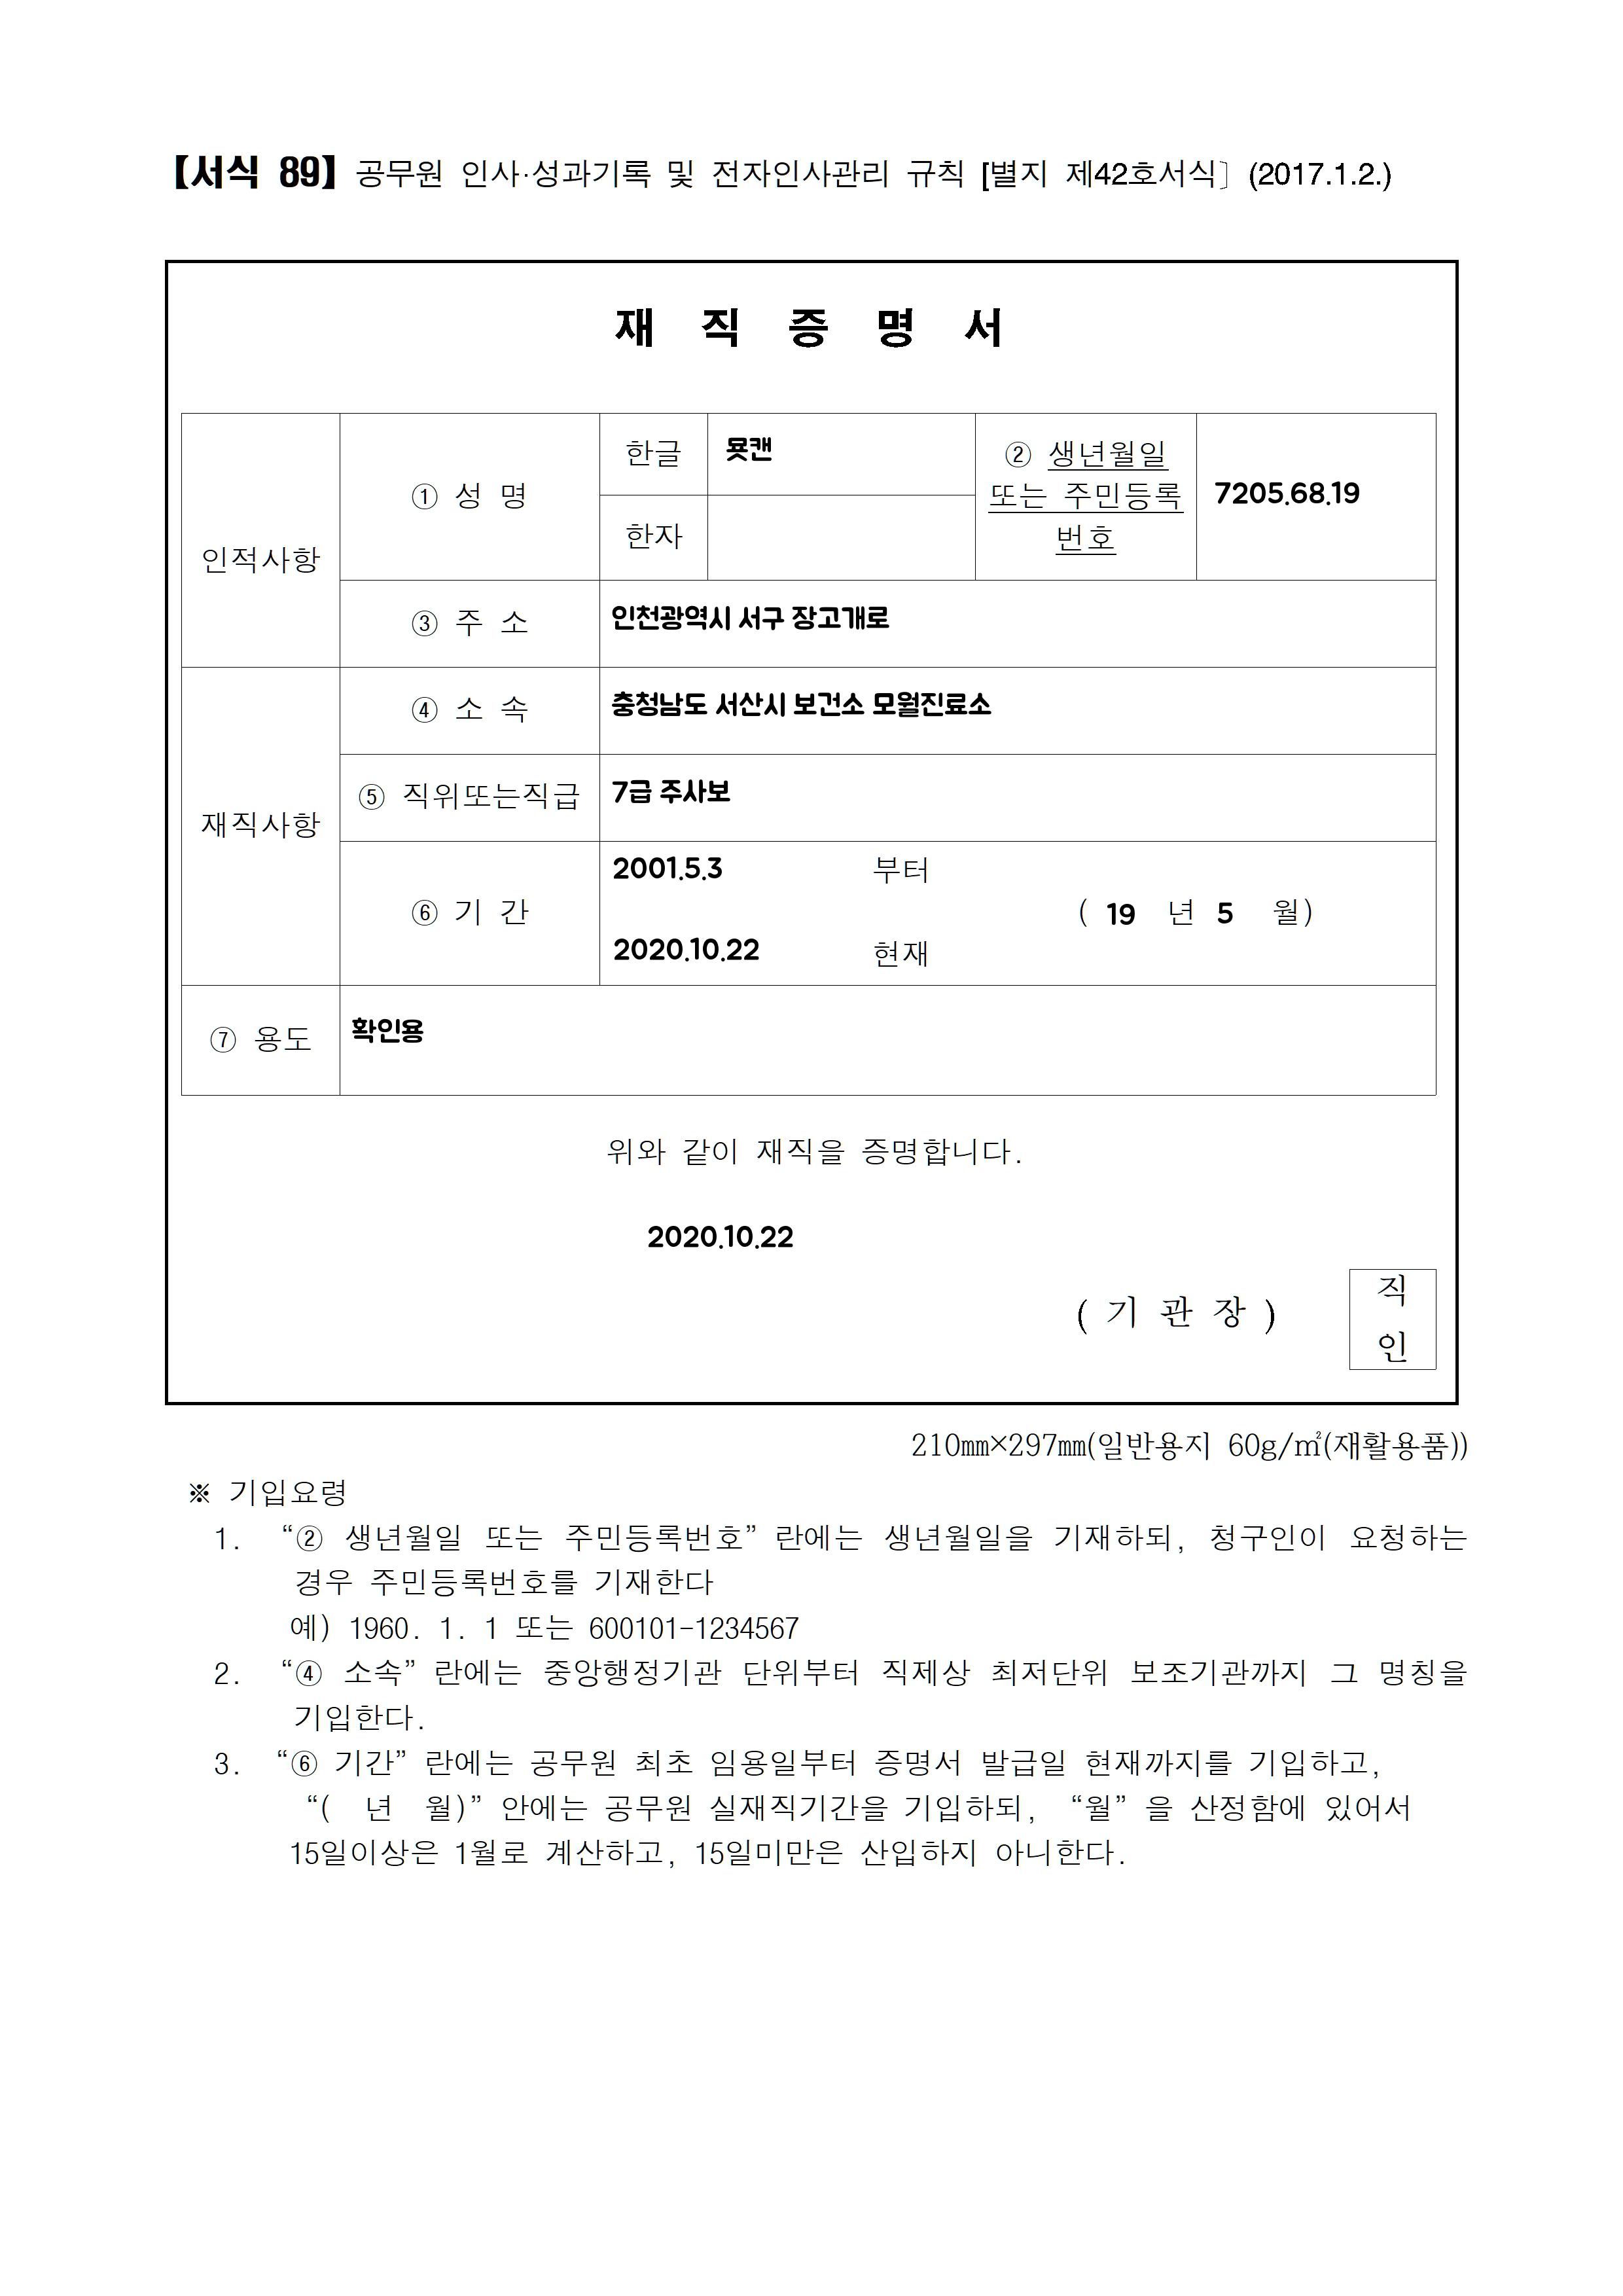 【서식 89】 공무원 인사·성과기록 및 전자인사관리 규칙 [별지 제42호서식〕(2017.1.2.)
재 직 증 명 서
인적사항
① 성 명
한글
한자
② 생년월일
또는 주민등록
번호
7205.68.19
③ 주 소
인천광역시 서구 장고개로
재직사항
④ 소 속
충청남도 서산시 보건소 모월진료소
⑤ 직위또는직급
7급 주사보
⑥ 기 간
2001.5.3 부터
( 19 년 5 월)
2020.10.22 현재
⑦ 용도
확인용
위와 같이 재직을 증명합니다.
2020.10.22
( 기 관 장 )
직
인
210㎜×297㎜(일반용지 60g/㎡(재활용품))
※ 기입요령
1. “② 생년월일 또는 주민등록번호” 란에는 생년월일을 기재하되, 청구인이 요청하는
경우 주민등록번호를 기재한다
예) 1960. 1. 1 또는 600101-1234567
2. “④ 소속” 란에는 중앙행정기관 단위부터 직제상 최저단위 보조기관까지 그 명칭을
기입한다.
3. “⑥ 기간” 란에는 공무원 최초 임용일부터 증명서 발급일 현재까지를 기입하고,
“( 년 월)” 안에는 공무원 실재직기간을 기입하되, “월” 을 산정함에 있어서
15일이상은 1월로 계산하고, 15일미만은 산입하지 아니한다.